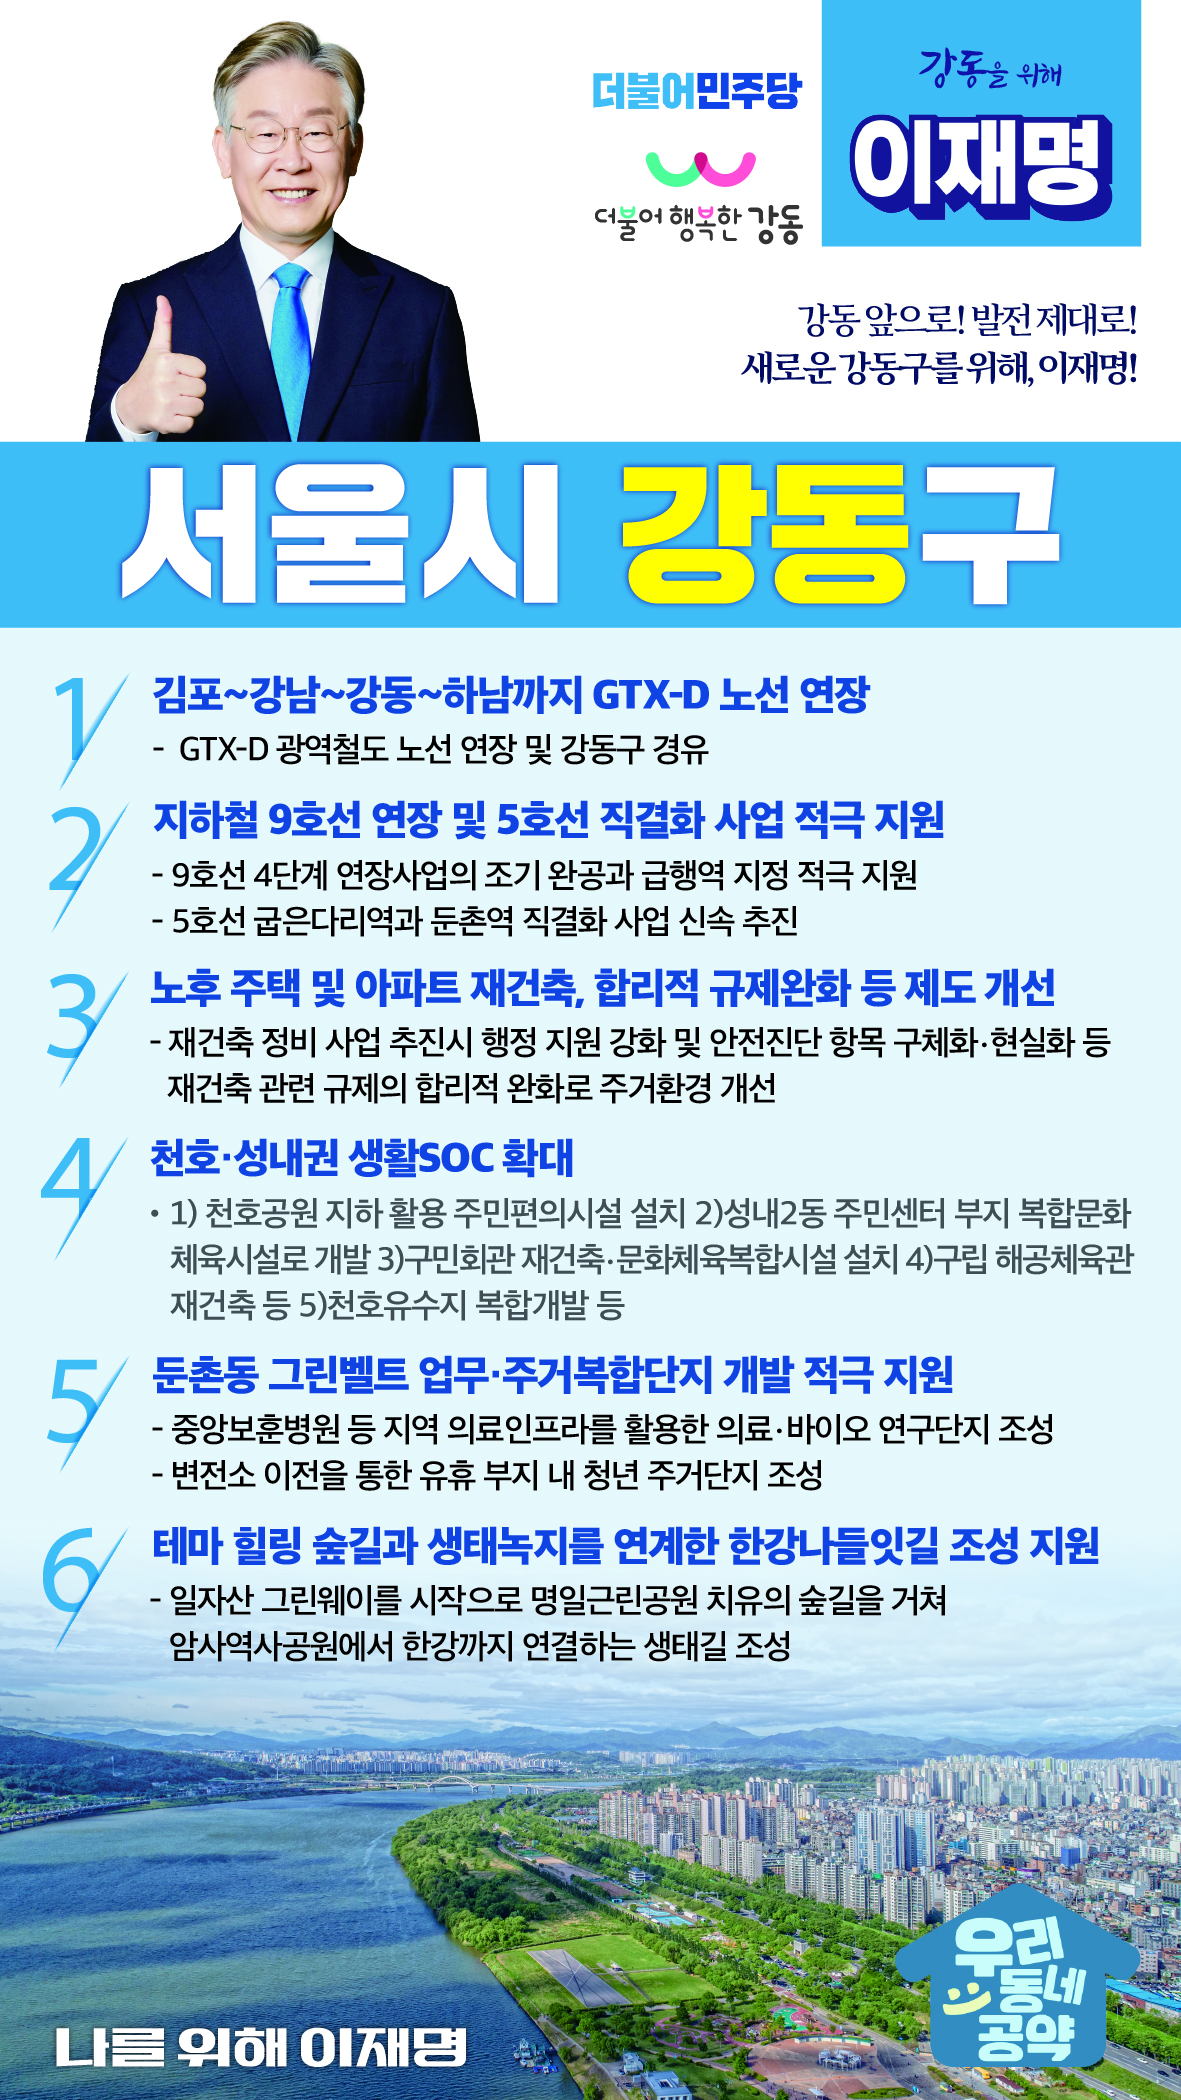 더불어민주당
더불어 행복한 강동
강동을 위해
이재명
강동 앞으로! 발전 제대로!
새로운 강동구를 위해, 이재명!
서울시 강동구
1 김포~강남~강동~하남까지 GTX-D 노선 연장
- GTX-D 광역철도 노선 연장 및 강동구 경유
2 지하철 9호선 연장 및 5호선 직결화 사업 적극 지원
- 9호선 4단계 연장사업의 조기 완공과 급행역 지정 적극 지원
- 5호선 굽은다리역과 둔촌역 직결화 사업 신속 추진
3 노후 주택 및 아파트 재건축, 합리적 규제완화 등 제도 개선
- 재건축 정비 사업 추진시 행정 지원 강화 및 안전진단 항목 구체화·현실화 등
재건축 관련 규제의 합리적 완화로 주거환경 개선
4 천호·성내권 생활SOC 확대
• 1) 천호공원 지하 활용 주민편의시설 설치 2)성내2동 주민센터 부지 복합문화
체육시설로 개발 3)구민회관 재건축·문화체육복합시설 설치 4)구립 해공체육관
재건축 등 5)천호유수지 복합개발 등
5 둔촌동 그린벨트 업무·주거복합단지 개발 적극 지원
- 중앙보훈병원 등 지역 의료인프라를 활용한 의료·바이오 연구단지 조성
- 변전소 이전을 통한 유휴 부지 내 청년 주거단지 조성
6 테마 힐링 숲길과 생태녹지를 연계한 한강나들잇길 조성 지원
- 일자산 그린웨이를 시작으로 명일근린공원 치유의 숲길을 거쳐
암사역사공원에서 한강까지 연결하는 생태길 조성
우리
동네
공약
나를 위해 이재명